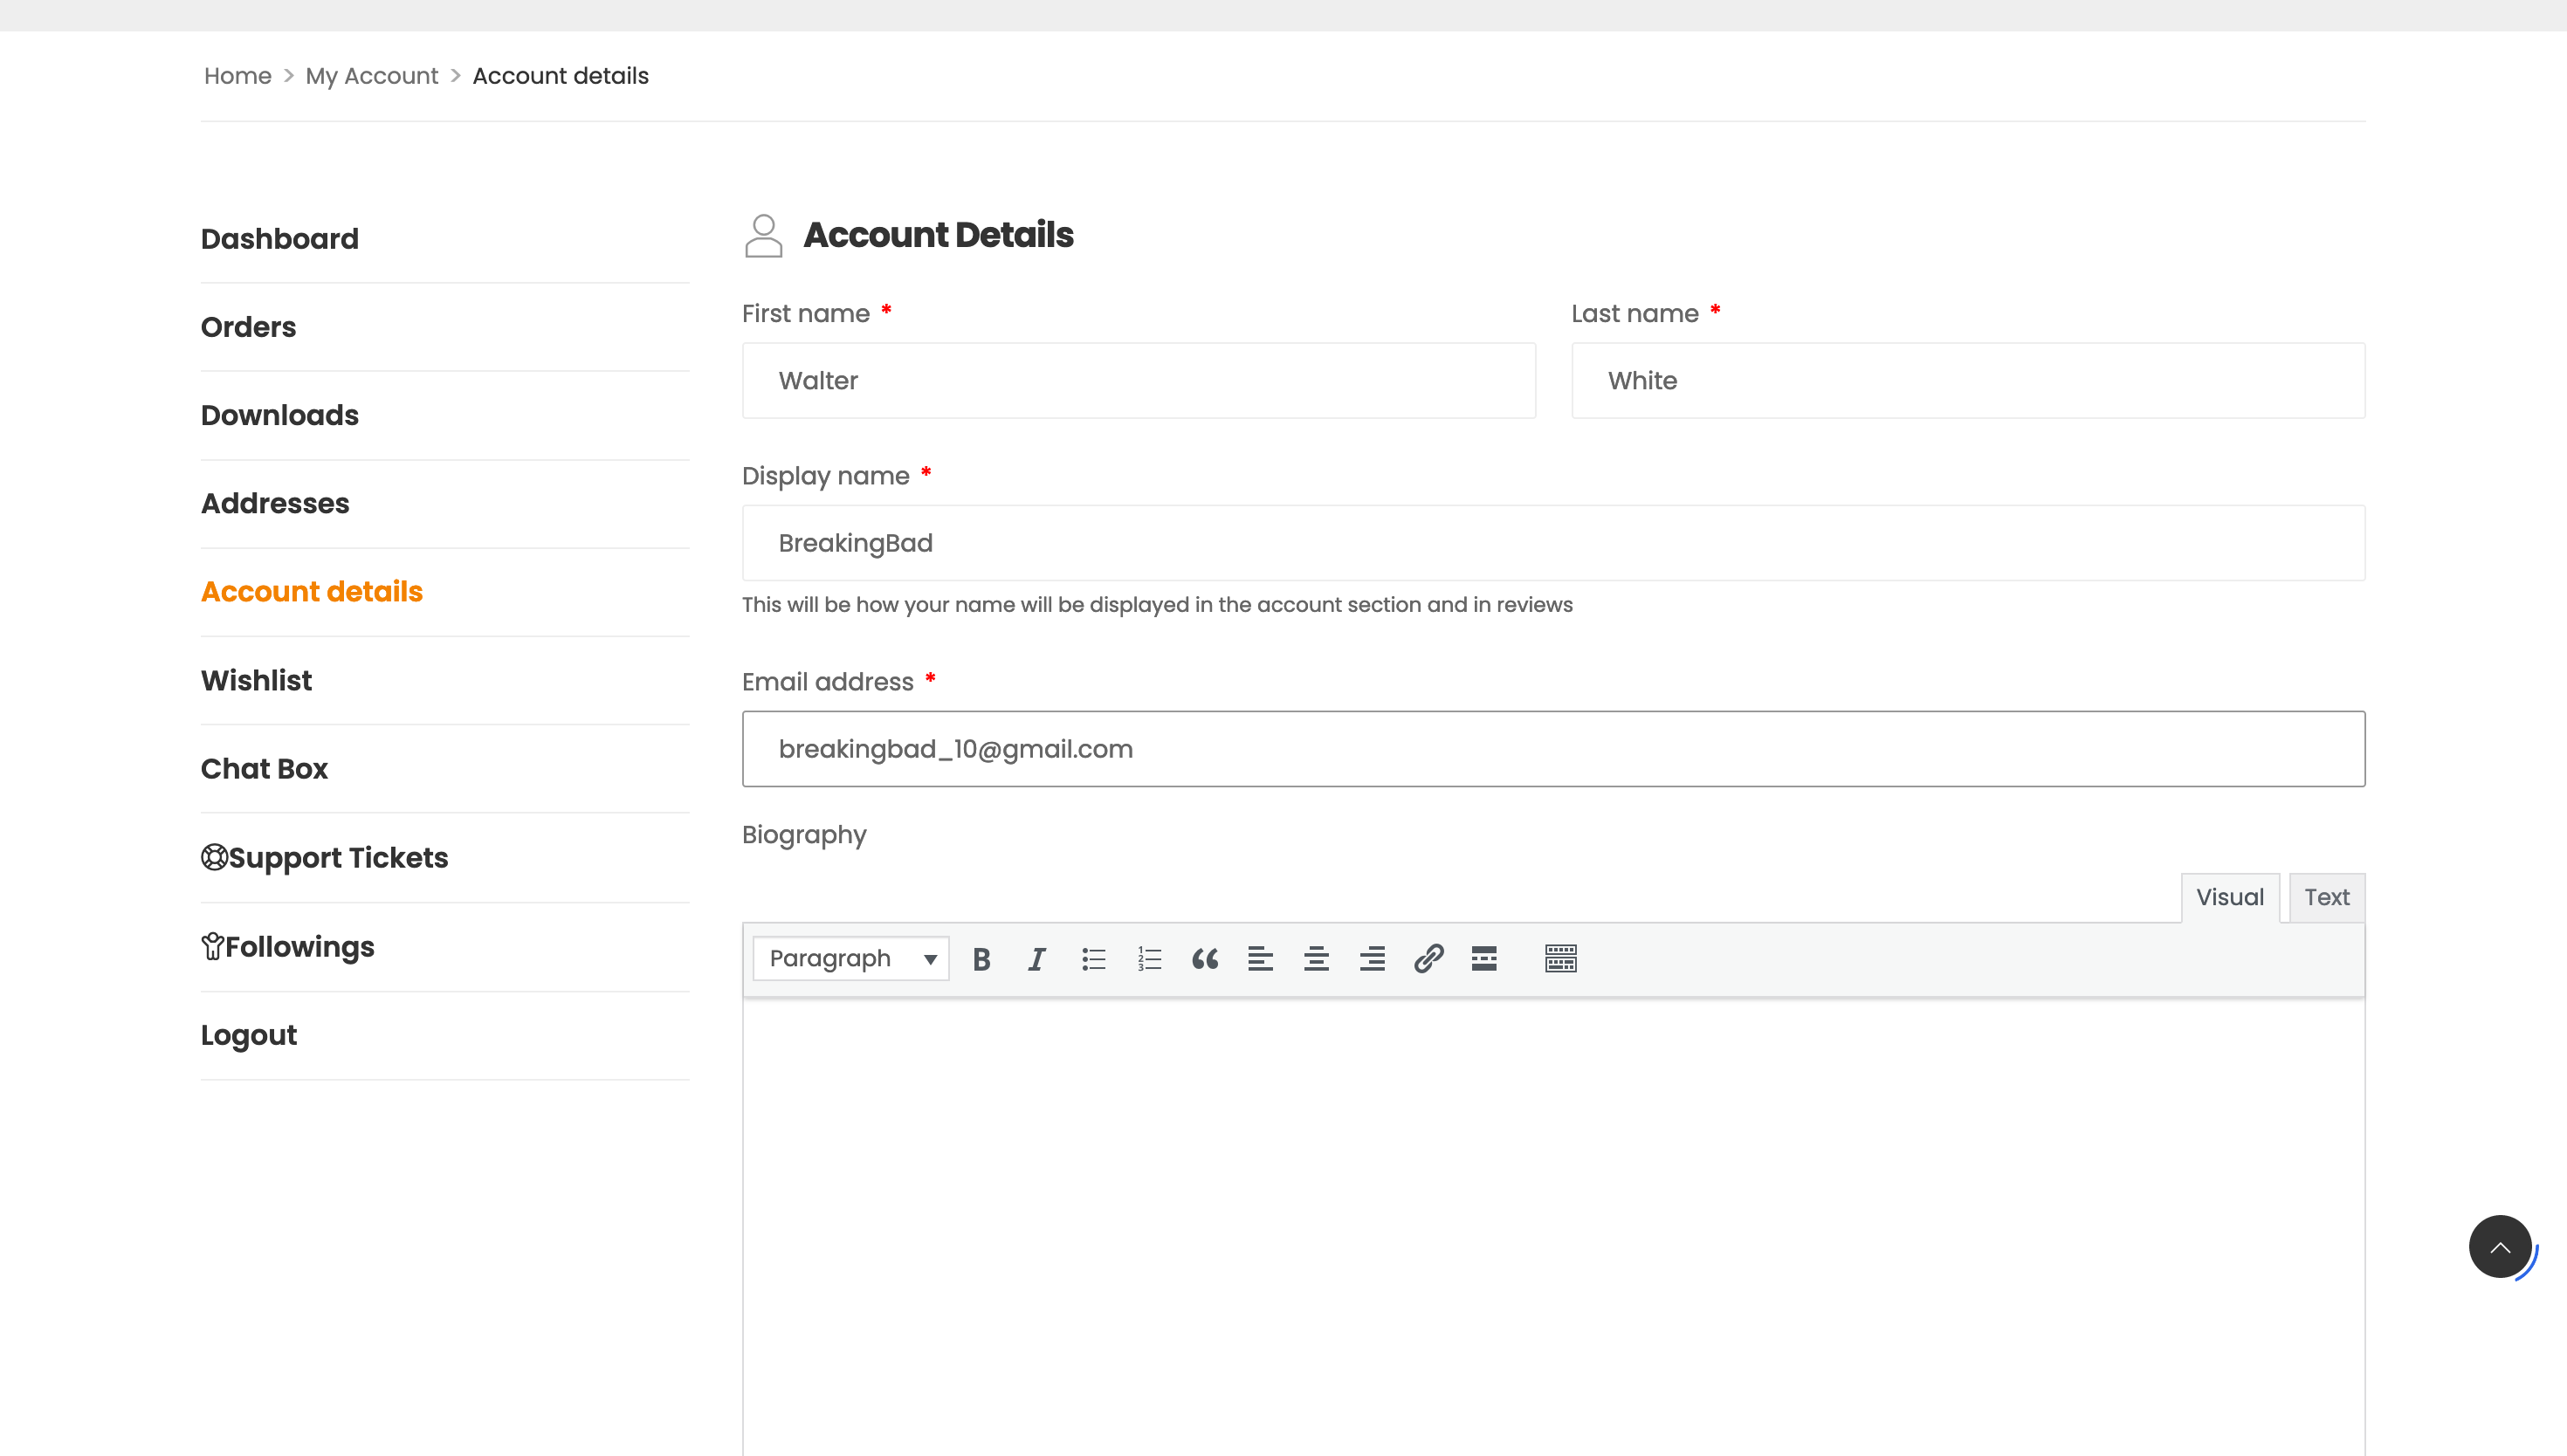 Home > My Account > Account details
Dashboard
Orders
Downloads
Addresses
Account details
Wishlist
Chat Box
Support Tickets
Followings
Logout
Account Details
First name *
Walter
Last name *
White
Display name *
BreakingBad
This will be how your name will be displayed in the account section and in reviews
Email address *
breakingbad_10@gmail.com
Biography
Visual Text
Paragraph